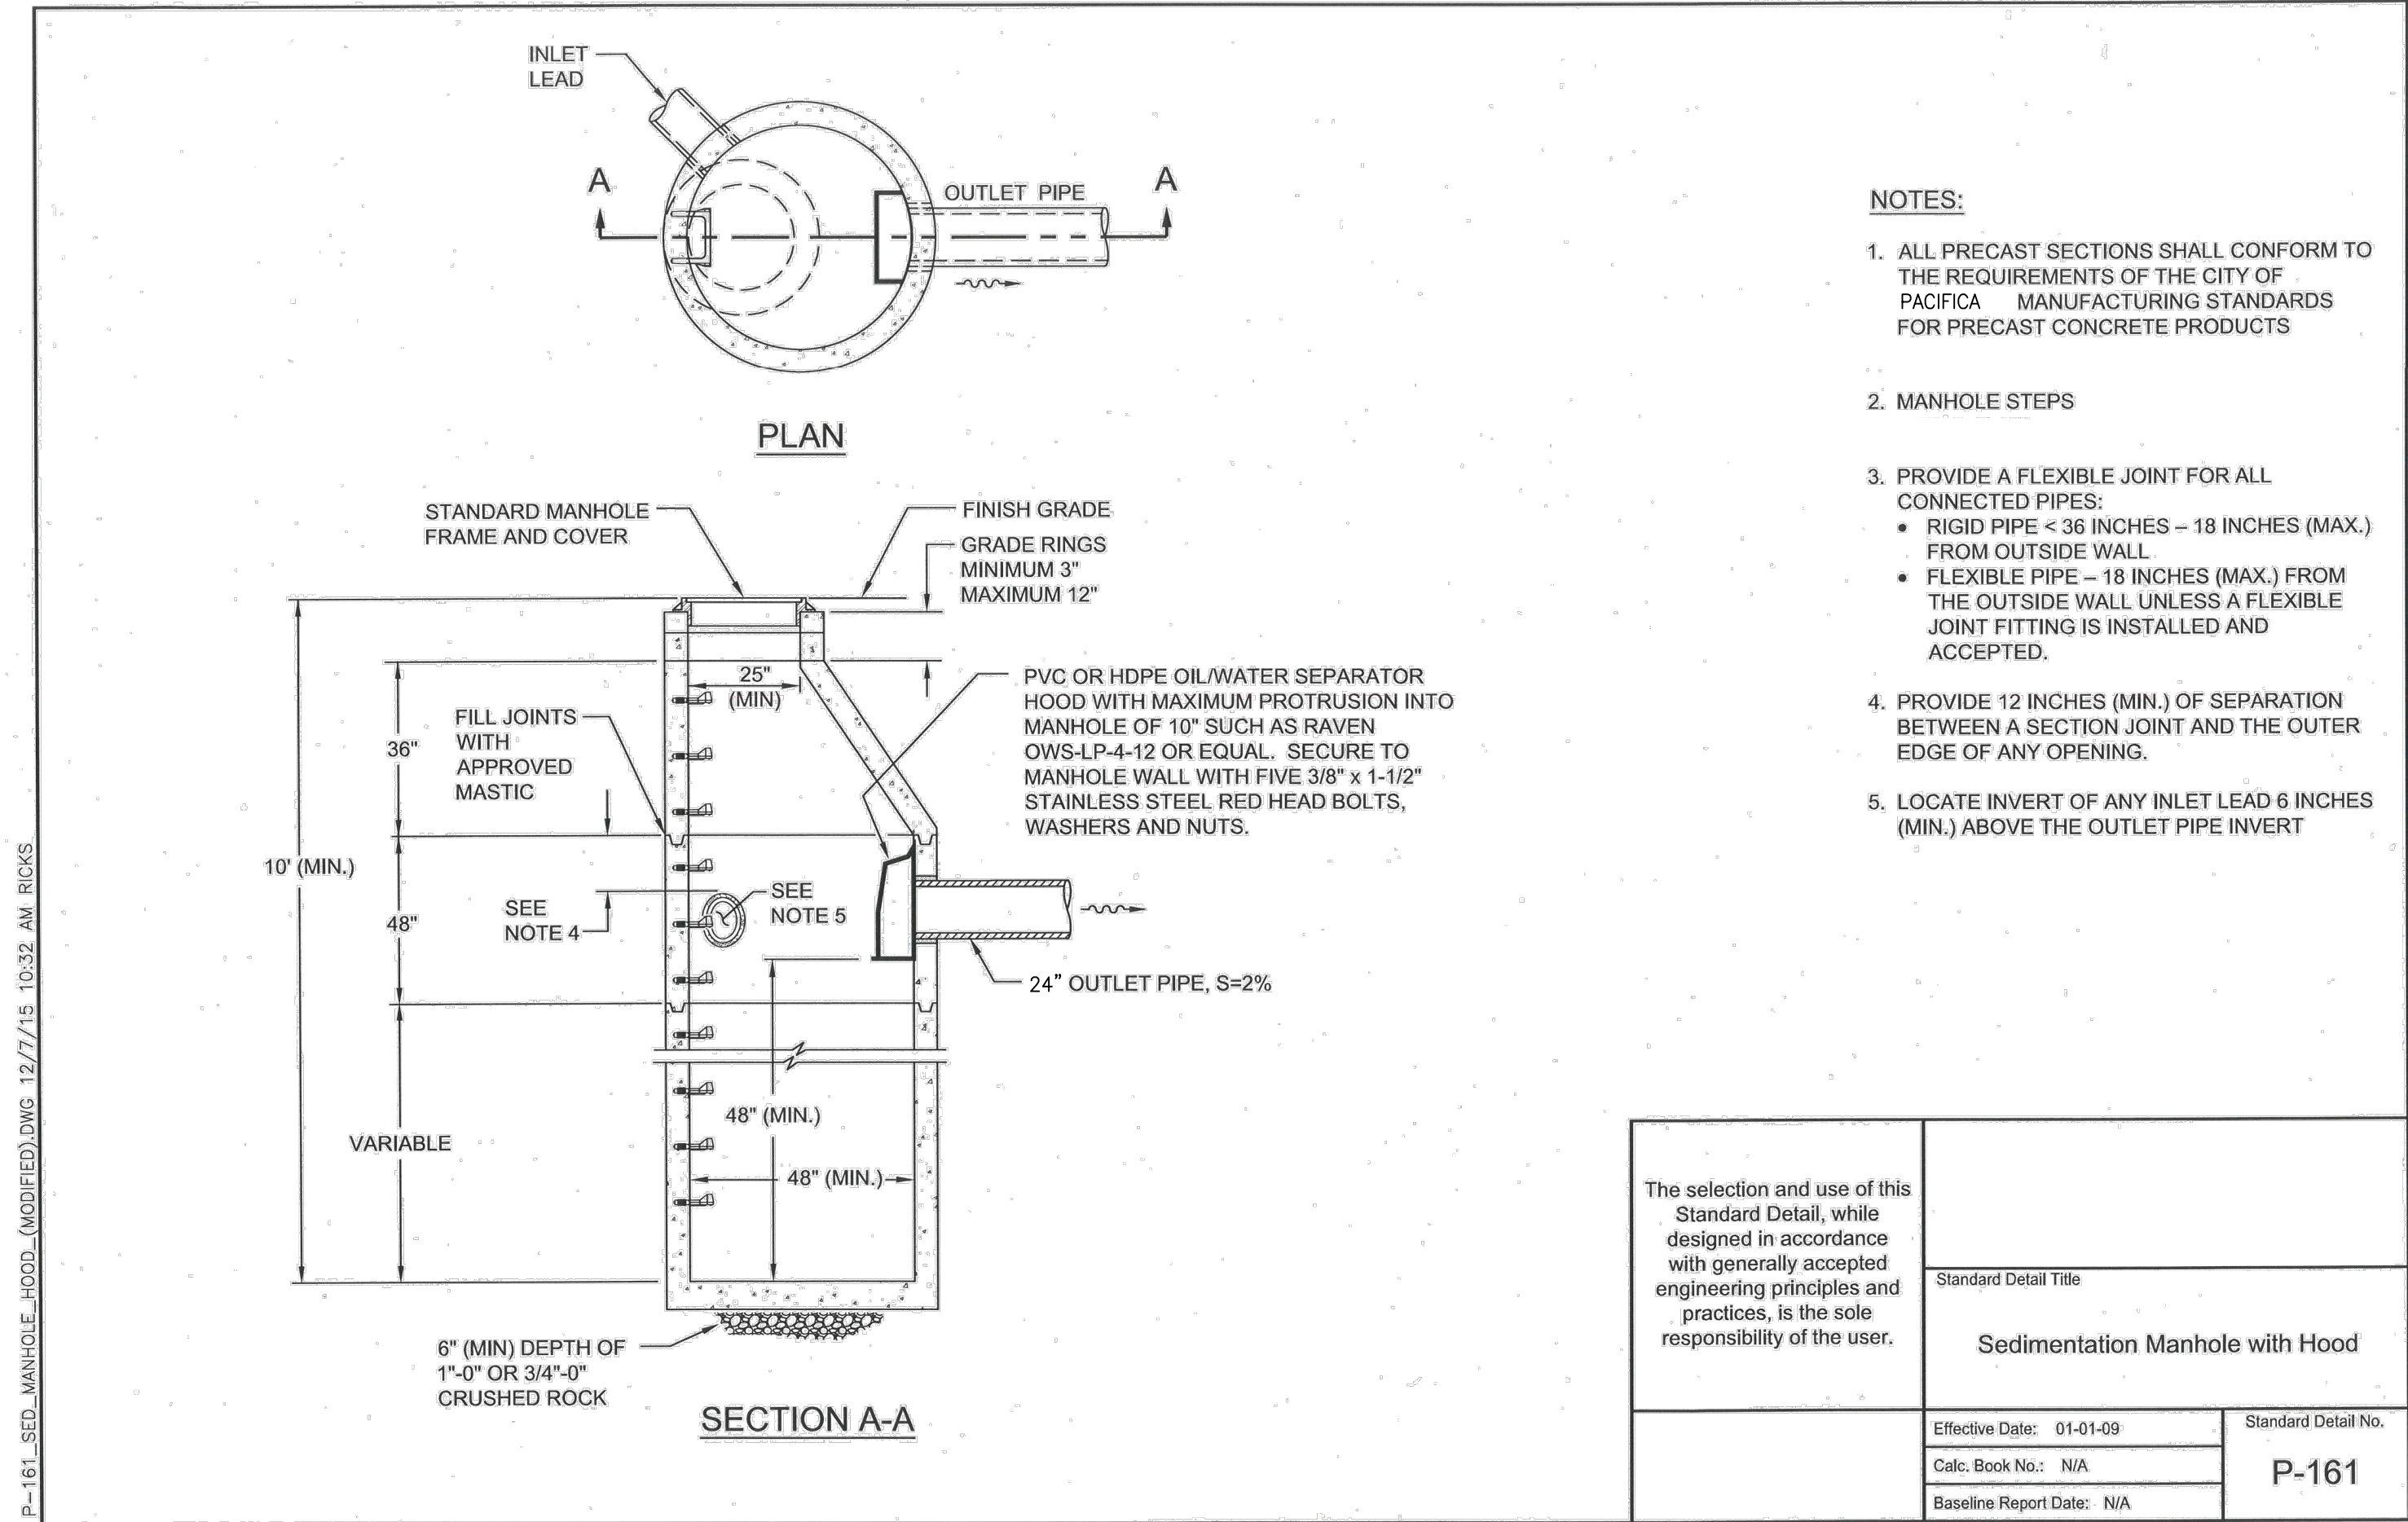 INLET
LEAD
A
A
OUTLET PIPE
PLAN
STANDARD MANHOLE
FRAME AND COVER
FINISH GRADE
GRADE RINGS
MINIMUM 3"
MAXIMUM 12"
25"
(MIN)
FILL JOINTS
WITH
APPROVED
MASTIC
36"
PVC OR HDPE OIL/WATER SEPARATOR
HOOD WITH MAXIMUM PROTRUSION INTO
MANHOLE OF 10" SUCH AS RAVEN
OWS-LP-4-12 OR EQUAL. SECURE TO
MANHOLE WALL WITH FIVE 3/8" x 1-1/2"
STAINLESS STEEL RED HEAD BOLTS,
WASHERS AND NUTS.
10' (MIN.)
48"
SEE
NOTE 4
SEE
NOTE 5
24" OUTLET PIPE, S=2%
48" (MIN.)
VARIABLE
48" (MIN.)
6" (MIN) DEPTH OF
1"-0" OR 3/4"-0"
CRUSHED ROCK
SECTION A-A
NOTES:
1. ALL PRECAST SECTIONS SHALL CONFORM TO
THE REQUIREMENTS OF THE CITY OF
PACIFICA MANUFACTURING STANDARDS
FOR PRECAST CONCRETE PRODUCTS
2. MANHOLE STEPS
3. PROVIDE A FLEXIBLE JOINT FOR ALL
CONNECTED PIPES:
• RIGID PIPE < 36 INCHES – 18 INCHES (MAX.)
FROM OUTSIDE WALL
• FLEXIBLE PIPE – 18 INCHES (MAX.) FROM
THE OUTSIDE WALL UNLESS A FLEXIBLE
JOINT FITTING IS INSTALLED AND
ACCEPTED.
4. PROVIDE 12 INCHES (MIN.) OF SEPARATION
BETWEEN A SECTION JOINT AND THE OUTER
EDGE OF ANY OPENING.
5. LOCATE INVERT OF ANY INLET LEAD 6 INCHES
(MIN.) ABOVE THE OUTLET PIPE INVERT
The selection and use of this
Standard Detail, while
designed in accordance
with generally accepted
engineering principles and
practices, is the sole
responsibility of the user.
Standard Detail Title
Sedimentation Manhole with Hood
Effective Date: 01-01-09
Calc. Book No.: N/A
Baseline Report Date: N/A
Standard Detail No.
P-161
P-161_SED_MANHOLE_HOOD_(MODIFIED).DWG 12/7/15 10:32 AM RICKS